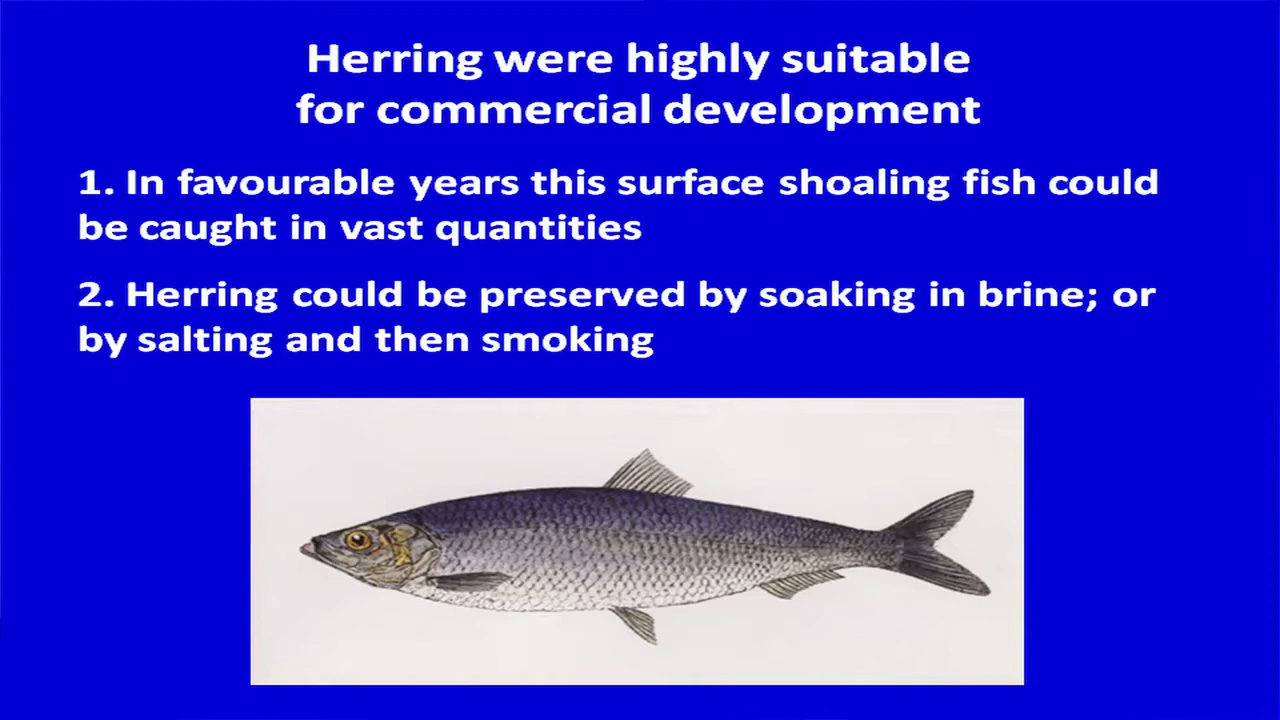 Herring were highly suitable
for commercial development
1. In favourable years this surface shoaling fish could
be caught in vast quantities
2. Herring could be preserved by soaking in brine; or
by salting and then smoking